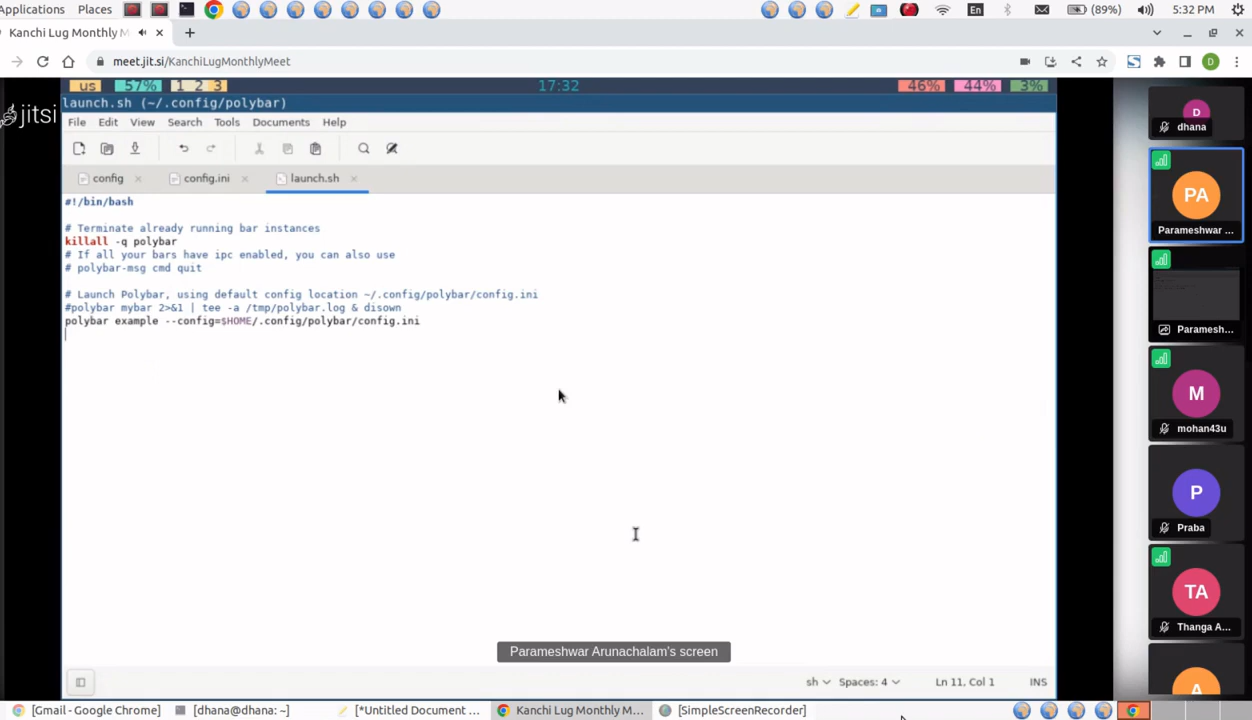 Applications Places En (89%) 5:32 PM
Kanchi Lug Monthly M
meet.jit.si/KanchiLugMonthlyMeet
jitsi
us 57% 1 2 3 17:32 46% 44% 3%
launch.sh (~/.config/polybar)
File Edit View Search Tools Documents Help
config config.ini launch.sh
#!/bin/bash
# Terminate already running bar instances
killall -q polybar
# If all your bars have ipc enabled, you can also use
# polybar-msg cmd quit
# Launch Polybar, using default config location ~/.config/polybar/config.ini
#polybar mybar 2>&1 | tee -a /tmp/polybar.log & disown
polybar example --config=$HOME/.config/polybar/config.ini
Parameshwar Arunachalam's screen
sh Spaces: 4 Ln 11, Col 1 INS
D
D
dhana
PA
Parameshwar ...
Paramesh...
M
mohan43u
P
Praba
TA
Thanga A...
A
[Gmail - Google Chrome] [dhana@dhana: ~] [*Untitled Document ... Kanchi Lug Monthly M... [SimpleScreenRecorder]